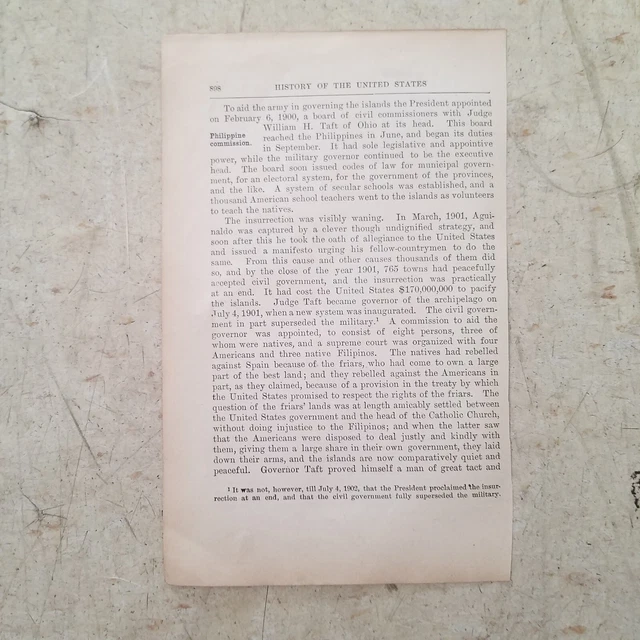 808 HISTORY OF THE UNITED STATES
To aid the army in governing the islands the President appointed
on February 6, 1900, a board of civil commissioners with Judge
William H. Taft of Ohio at its head. This board
Philippine commission.
reached the Philippines in June, and began its duties
in September. It had sole legislative and appointive
power, while the military governor continued to be the executive
head. The board soon issued codes of law for municipal govern-
ment, for an electoral system, for the government of the provinces,
and the like. A system of secular schools was established, and a
thousand American school teachers went to the islands as volunteers
to teach the natives.
The insurrection was visibly waning. In March, 1901, Agui-
naldo was captured by a clever though undignified strategy, and
soon after this he took the oath of allegiance to the United States
and issued a manifesto urging his fellow-countrymen to do the
same. From this cause and other causes thousands of them did
so, and by the close of the year 1901, 765 towns had peacefully
accepted civil government, and the insurrection was practically
at an end. It had cost the United States $170,000,000 to pacify
the islands. Judge Taft became governor of the archipelago on
July 4, 1901, when a new system was inaugurated. The civil govern-
ment in part superseded the military.¹ A commission to aid the
governor was appointed, to consist of eight persons, three of
whom were natives, and a supreme court was organized with four
Americans and three native Filipinos. The natives had rebelled
against Spain because of the friars, who had come to own a large
part of the best land; and they rebelled against the Americans in
part, as they claimed, because of a provision in the treaty by which
the United States promised to respect the rights of the friars. The
question of the friars' lands was at length amicably settled between
the United States government and the head of the Catholic Church,
without doing injustice to the Filipinos; and when the latter saw
that the Americans were disposed to deal justly and kindly with
them, giving them a large share in their own government, they laid
down their arms, and the islands are now comparatively quiet and
peaceful. Governor Taft proved himself a man of great tact and
¹ It was not, however, till July 4, 1902, that the President proclaimed the insur-
rection at an end, and that the civil government fully superseded the military.